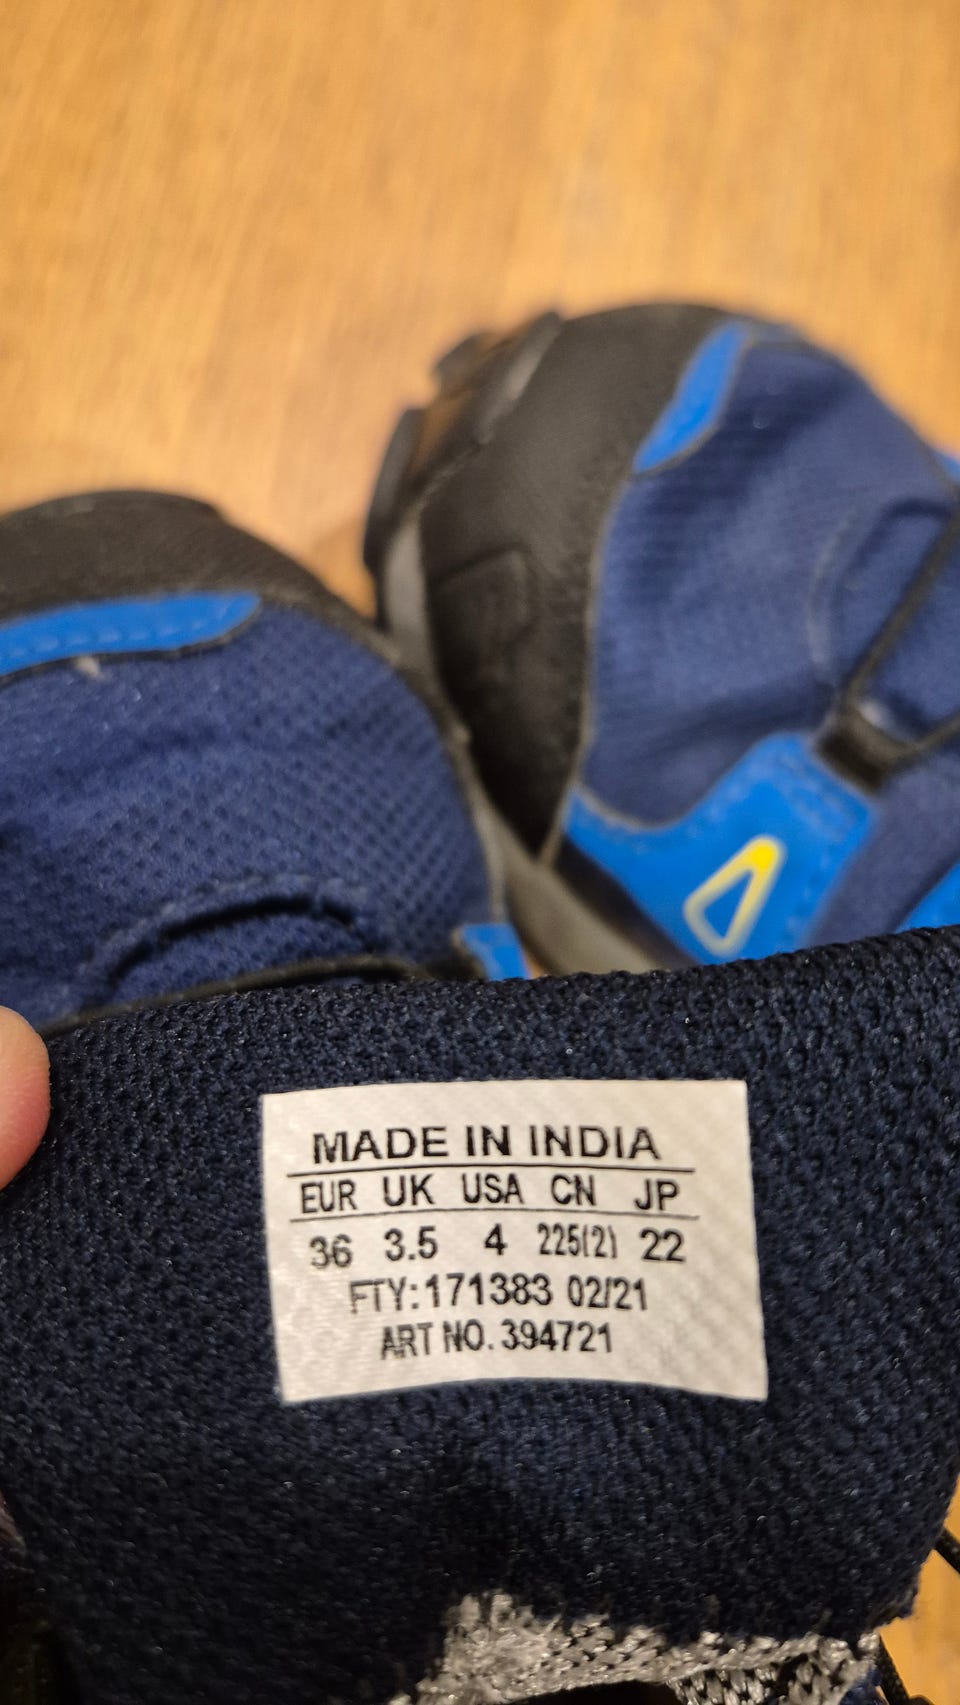 MADE IN INDIA
EUR UK USA CN JP
36 3.5 4 225(2) 22
FTY:171383 02/21
ART NO. 394721